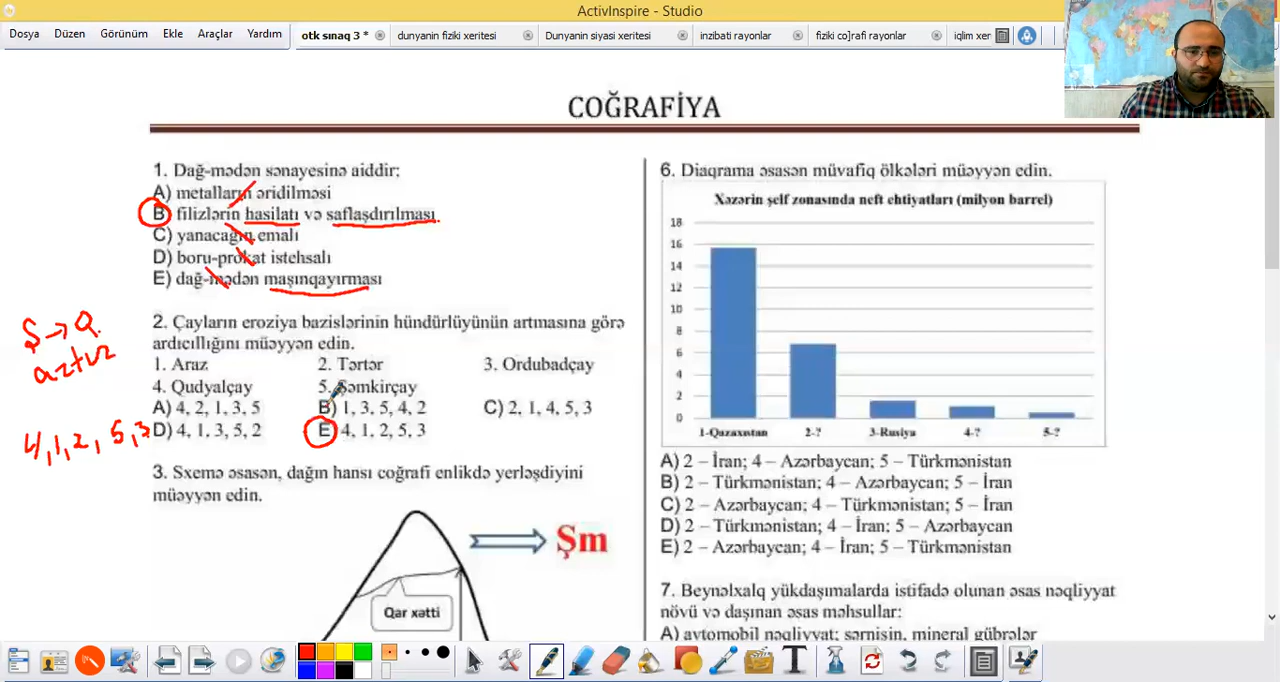 ActivInspire - Studio
Dosya Düzen Görünüm Ekle Araçlar Yardım
otk sınaq 3 * dunyanin fiziki xeritesi Dunyanin siyasi xeritesi inzibati rayonlar fiziki co]rafi rayonlar iqlim xer
COĞRAFİYA
1. Dağ-mədən sənayesinə aiddir:
A) metalların əridilməsi
B) filizlərin hasilatı və saflaşdırılması
C) yanacağın emalı
D) boru-prokat istehsalı
E) dağ-mədən maşınqayırması
2. Çayların eroziya bazislərinin hündürlüyünün artmasına görə
ardıcıllığını müəyyən edin.
1. Araz 2. Tərtər 3. Ordubadçay
4. Qudyalçay 5. Şəmkirçay
A) 4, 2, 1, 3, 5 B) 1, 3, 5, 4, 2 C) 2, 1, 4, 5, 3
D) 4, 1, 3, 5, 2 E) 4, 1, 2, 5, 3
Ş → Q
4,1,2, 5,3
3. Sxemə əsasən, dağın hansı coğrafi enlikdə yerləşdiyini
müəyyən edin.
Şm
Qər xətti
6. Diaqrama əsasən müvafiq ölkələri müəyyən edin.
Xəzərin şelf zonasında neft ehtiyatları (milyon barrel)
18
16
14
12
10
8
6
4
2
0
1-Qazaxıstan 2-? 3-Rusiya 4-? 5-?
A) 2 – İran; 4 – Azərbaycan; 5 – Türkmənistan
B) 2 – Türkmənistan; 4 – Azərbaycan; 5 – İran
C) 2 – Azərbaycan; 4 – Türkmənistan; 5 – İran
D) 2 – Türkmənistan; 4 – İran; 5 – Azərbaycan
E) 2 – Azərbaycan; 4 – İran; 5 – Türkmənistan
7. Beynəlxalq yükdaşımalarda istifadə olunan əsas nəqliyyat
növü və daşınan əsas məhsullar:
A) avtomobil nəqliyyat; sərnişin, mineral gübrələr